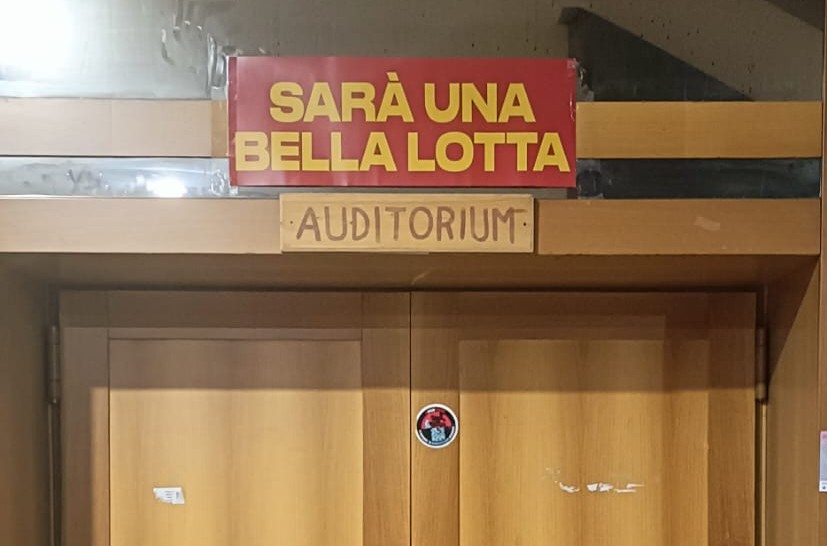 SARÀ UNA
BELLA LOTTA
AUDITORIUM